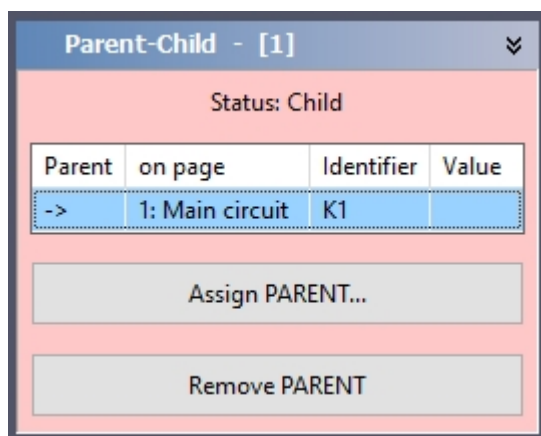 Parent-Child - [1]
Status: Child
Parent on page Identifier Value
-> 1: Main circuit K1
Assign PARENT...
Remove PARENT